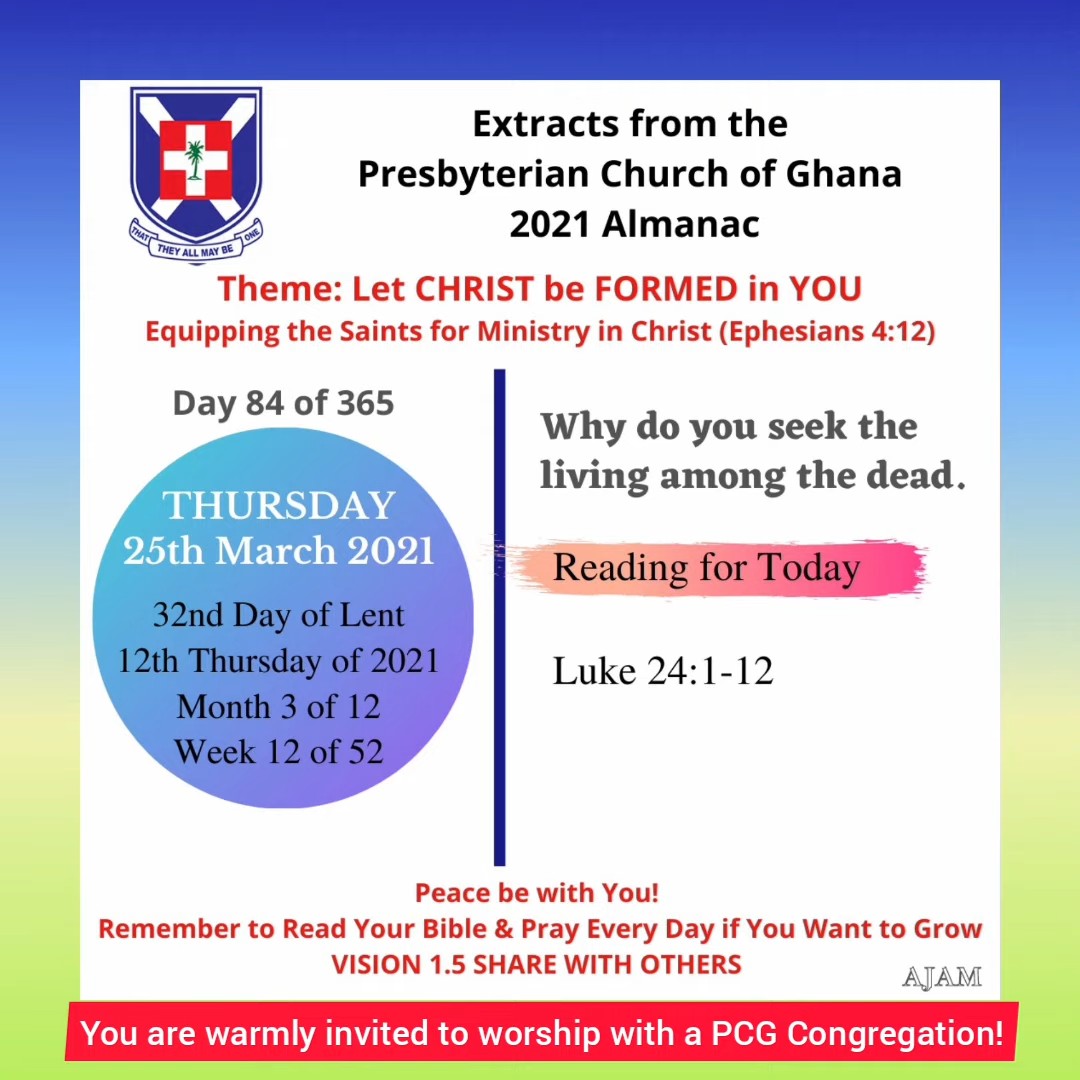 Extracts from the
Presbyterian Church of Ghana
2021 Almanac
THAT THEY ALL MAY BE ONE
Theme: Let CHRIST be FORMED in YOU
Equipping the Saints for Ministry in Christ (Ephesians 4:12)
Day 84 of 365
THURSDAY
25th March 2021
32nd Day of Lent
12th Thursday of 2021
Month 3 of 12
Week 12 of 52
Why do you seek the
living among the dead.
Reading for Today
Luke 24:1-12
Peace be with You!
Remember to Read Your Bible & Pray Every Day if You Want to Grow
VISION 1.5 SHARE WITH OTHERS
AJAM
You are warmly invited to worship with a PCG Congregation!